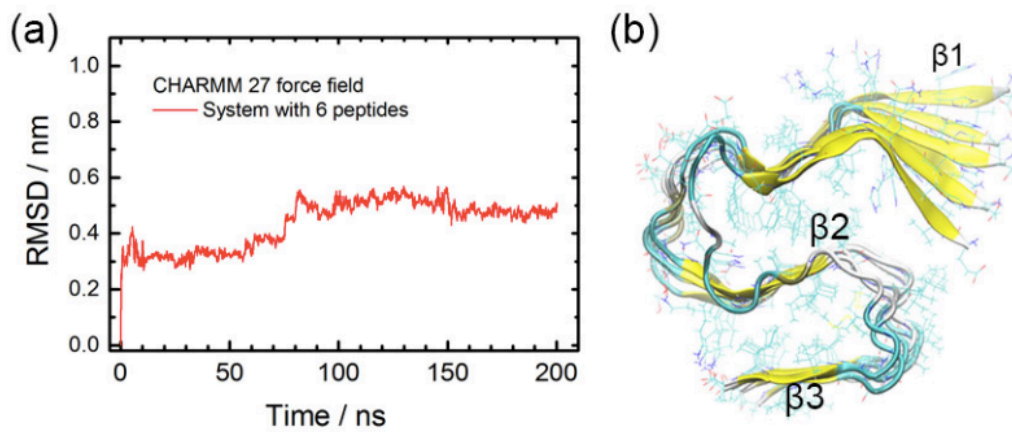 (a)
1.0
0.8
0.6
0.4
0.2
0.0
RMSD / nm
CHARMM 27 force field
System with 6 peptides
0 50 100 150 200
Time / ns
(b)
β1
β2
β3